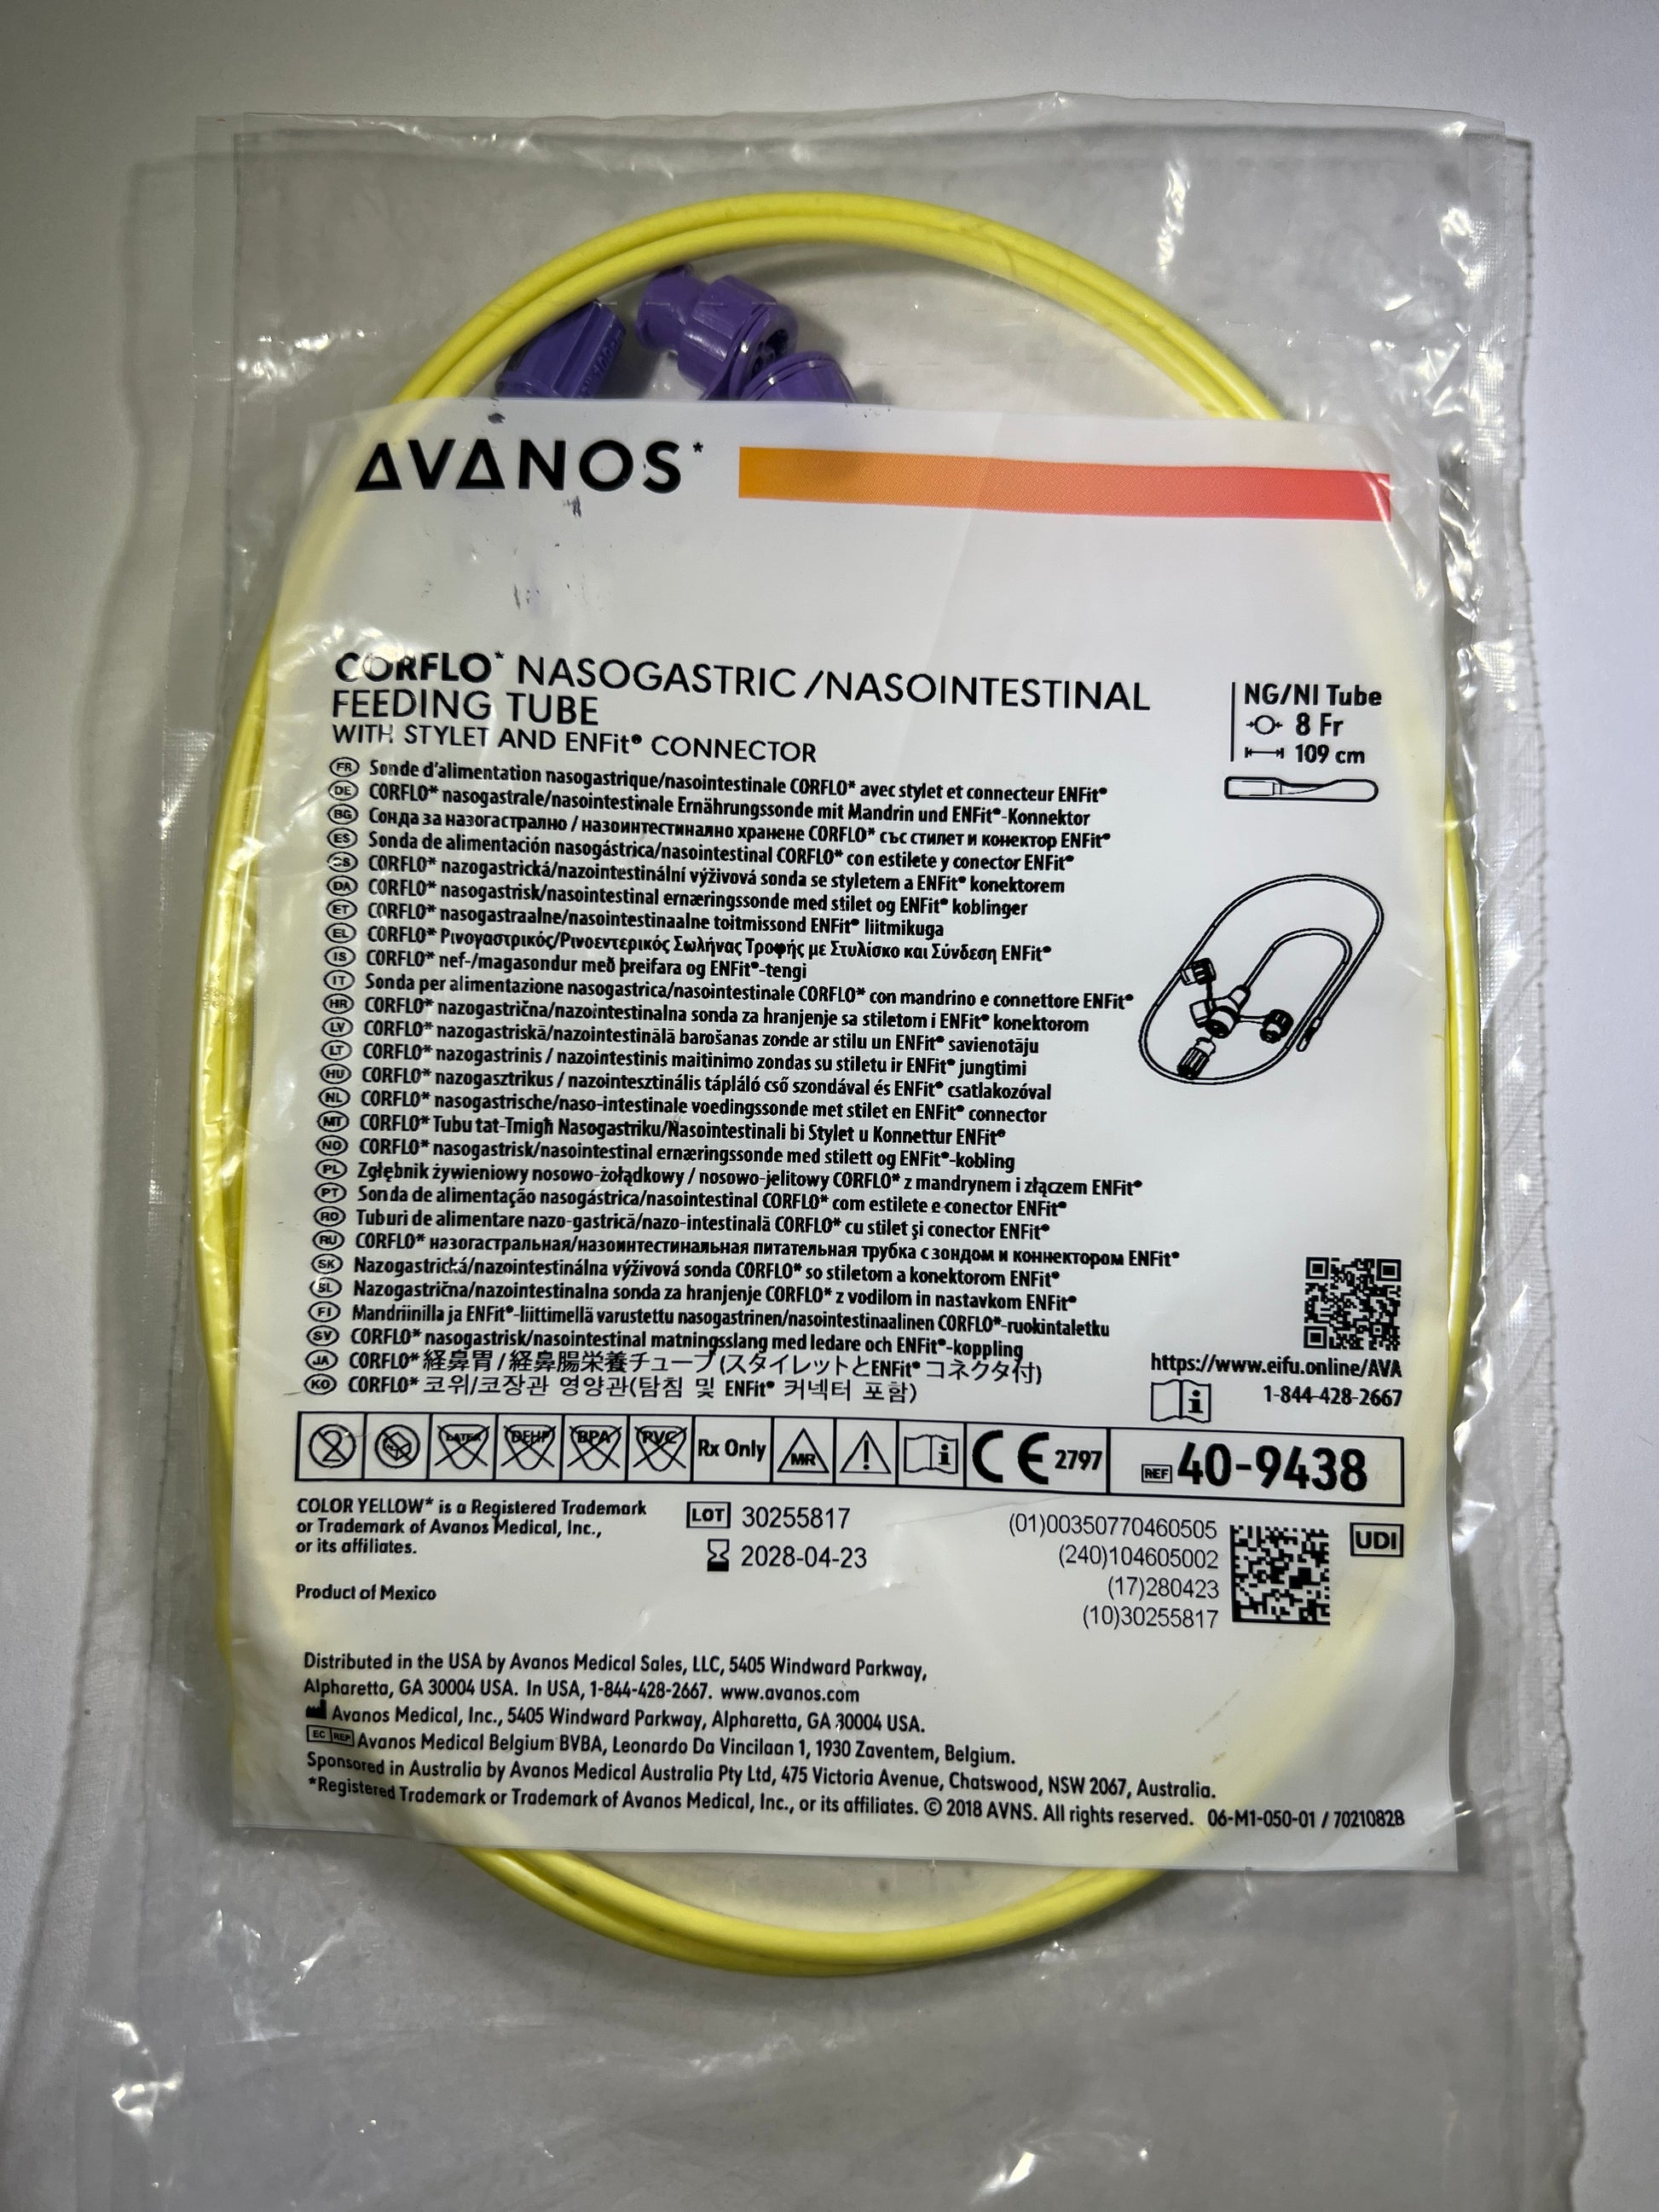 AVANOS*
CORFLO* NASOGASTRIC /NASOINTESTINAL
FEEDING TUBE
WITH STYLET AND ENFit® CONNECTOR
NG/NI Tube
8 Fr
109 cm
FR Sonde d'alimentation nasogastrique/nasointestinale CORFLO* avec stylet et connecteur ENFit®
DE CORFLO* nasogastrale/nasointestinale Ernährungssonde mit Mandrin und ENFit®-Konnektor
BG Сонда за назогастрално / назоинтестинално хранене CORFLO* със стилет и конектор ENFit®
ES Sonda de alimentación nasogástrica/nasointestinal CORFLO* con estilete y conector ENFit®
CS CORFLO* nazogastrická/nazointestinální výživová sonda se styletem a ENFit® konektorem
DA CORFLO* nasogastrisk/nasointestinal ernæringssonde med stilet og ENFit® koblinger
ET CORFLO* nasogastraalne/nasointestinaalne toitmissond ENFit® liitmikuga
EL CORFLO* Ρινογαστρικός/Ρινοεντερικός Σωλήνας Τροφής με Στυλίσκο και Σύνδεση ENFit®
IS CORFLO* nef-/magasondur með þreifara og ENFit®-tengi
IT Sonda per alimentazione nasogastrica/nasointestinale CORFLO* con mandrino e connettore ENFit®
HR CORFLO* nazogastrična/nazointestinalna sonda za hranjenje sa stiletom i ENFit® konektorom
LV CORFLO* nazogastriskā/nazointestinālā barošanas zonde ar stilu un ENFit® savienotāju
LT CORFLO* nazogastrinis / nazointestinis maitinimo zondas su stiletu ir ENFit® jungtimi
HU CORFLO* nazogasztrikus / nazointesztinális tápláló cső szondával és ENFit® csatlakozóval
NL CORFLO* nasogastrische/naso-intestinale voedingssonde met stilet en ENFit® connector
MT CORFLO* Tubu tat-Tmigħ Nasogastriku/Nasointestinali bi Stylet u Konnettur ENFit®
NO CORFLO* nasogastrisk/nasointestinal ernæringssonde med stilett og ENFit®-kobling
PL Zgłębnik żywieniowy nosowo-żołądkowy / nosowo-jelitowy CORFLO* z mandrynem i złączem ENFit®
PT Sonda de alimentação nasogástrica/nasointestinal CORFLO* com estilete e conector ENFit®
RO Tuburi de alimentare nazo-gastrică/nazo-intestinală CORFLO* cu stilet şi conector ENFit®
RU CORFLO* назогастральная/назоинтестинальная питательная трубка с зондом и коннектором ENFit®
SK Nazogastrická/nazointestinálna výživová sonda CORFLO* so stiletom a konektorom ENFit®
SL Nazogastrična/nazointestinalna sonda za hranjenje CORFLO* z vodilom in nastavkom ENFit®
FI Mandriinilla ja ENFit®-liittimellä varustettu nasogastrinen/nasointestinaalinen CORFLO*-ruokintaletku
SV CORFLO* nasogastrisk/nasointestinal matningsslang med ledare och ENFit®-koppling
JA CORFLO* 経鼻胃 / 経鼻腸栄養チューブ (スタイレットとENFit® コネクタ付)
KO CORFLO* 코위/코장관 영양관(탐침 및 ENFit® 커넥터 포함)
https://www.eifu.online/AVA
1-844-428-2667
2 LATEX DEHP BPA PVC Rx Only MR CE 2797 REF 40-9438
COLOR YELLOW* is a Registered Trademark
or Trademark of Avanos Medical, Inc.,
or its affiliates.
Product of Mexico
LOT 30255817
2028-04-23
(01)00350770460505
(240)104605002
(17)280423
(10)30255817
UDI
Distributed in the USA by Avanos Medical Sales, LLC, 5405 Windward Parkway,
Alpharetta, GA 30004 USA. In USA, 1-844-428-2667. www.avanos.com
Avanos Medical, Inc., 5405 Windward Parkway, Alpharetta, GA 30004 USA.
EC REP Avanos Medical Belgium BVBA, Leonardo Da Vincilaan 1, 1930 Zaventem, Belgium.
Sponsored in Australia by Avanos Medical Australia Pty Ltd, 475 Victoria Avenue, Chatswood, NSW 2067, Australia.
*Registered Trademark or Trademark of Avanos Medical, Inc., or its affiliates. © 2018 AVNS. All rights reserved. 06-M1-050-01 / 70210828